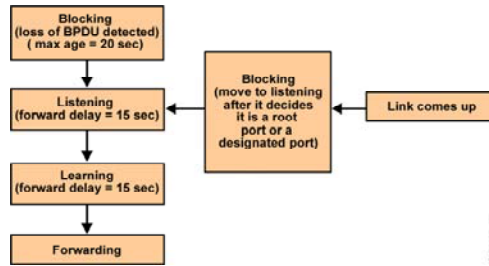 Blocking
(loss of BPDU detected)
( max age = 20 sec)
Listening
(forward delay = 15 sec)
Learning
(forward delay = 15 sec)
Forwarding
Blocking
(move to listening
after it decides
it is a root
port or a
designated port)
Link comes up